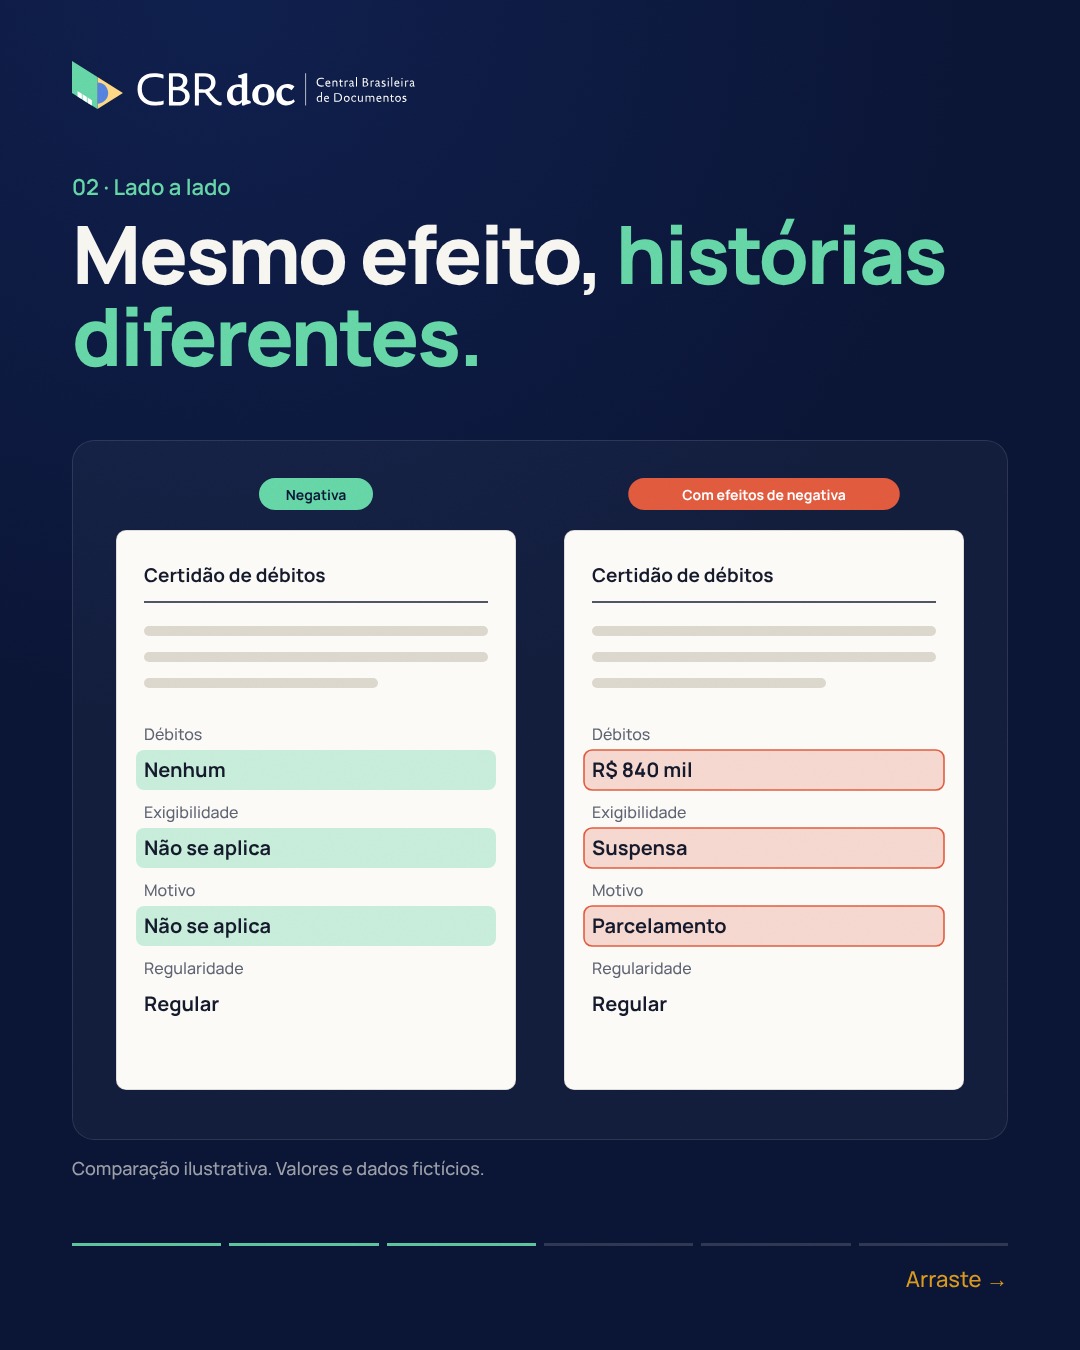 CBRdoc
Central Brasileira
de Documentos
02 · Lado a lado
Mesmo efeito, histórias
diferentes.
Negativa
Certidão de débitos
Débitos
Nenhum
Exigibilidade
Não se aplica
Motivo
Não se aplica
Regularidade
Regular
Com efeitos de negativa
Certidão de débitos
Débitos
R$ 840 mil
Exigibilidade
Suspensa
Motivo
Parcelamento
Regularidade
Regular
Comparação ilustrativa. Valores e dados fictícios.
Arraste →